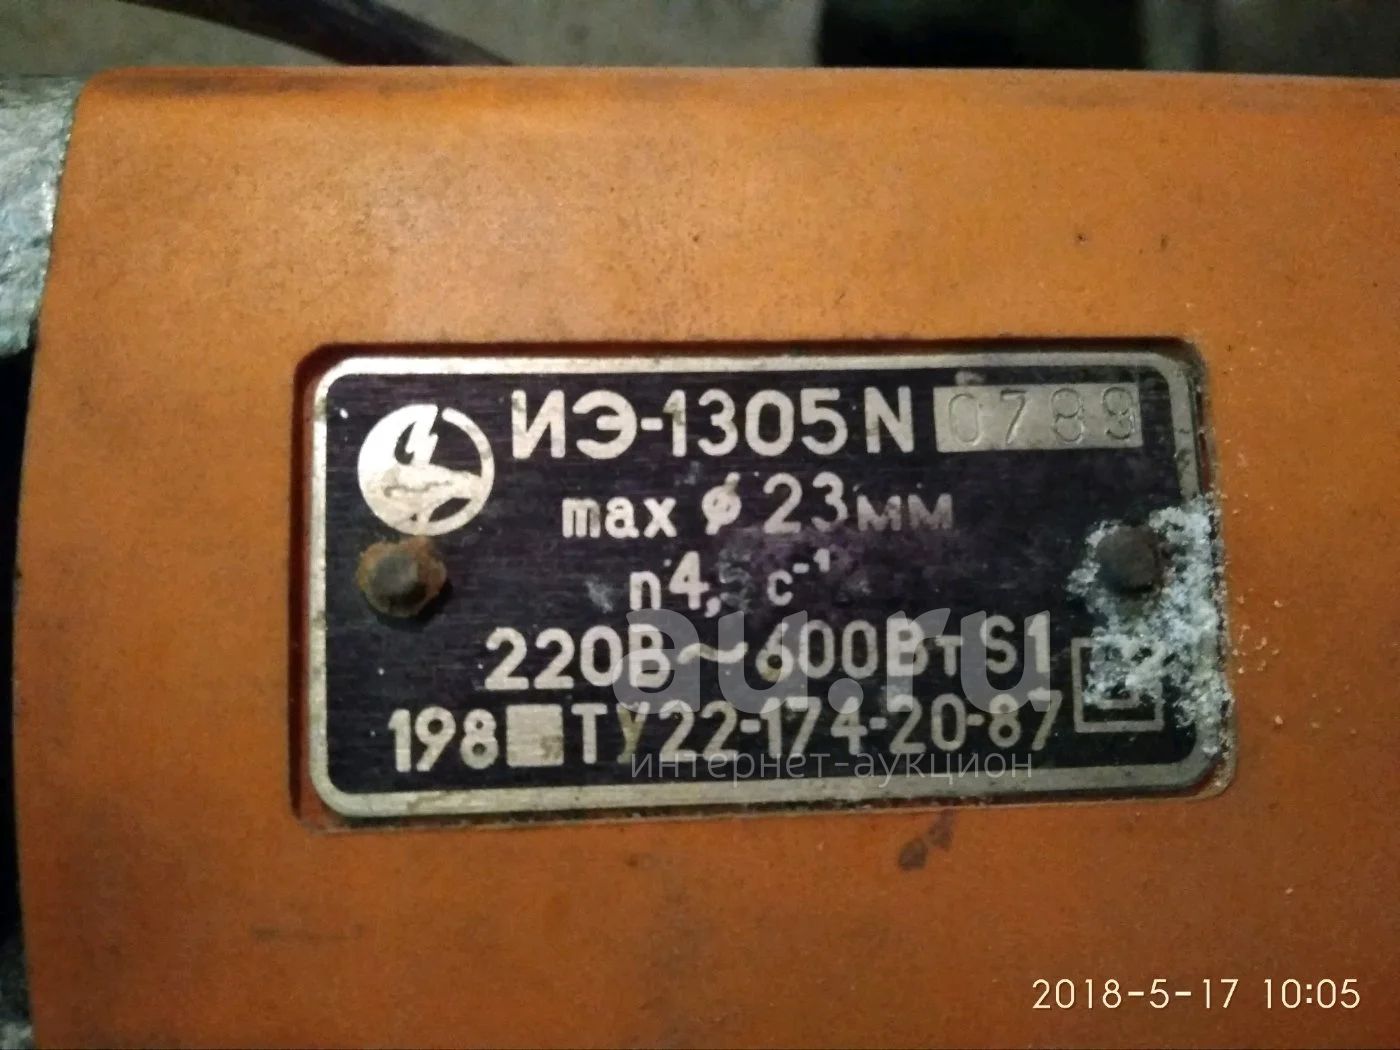 ИЭ-1305 N 0789
max ⌀ 23мм
n4, c⁻¹
220В~600Вт S1
198 ТУ22-174-20-87
au.ru
интернет-аукцион
2018-5-17 10:05